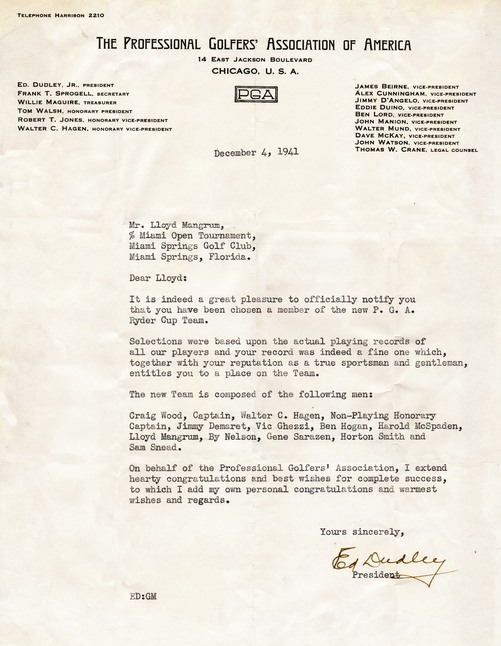 TELEPHONE HARRISON 2210
THE PROFESSIONAL GOLFERS' ASSOCIATION OF AMERICA
14 EAST JACKSON BOULEVARD
CHICAGO, U. S. A.
PGA
ED. DUDLEY, JR., PRESIDENT
FRANK T. SPROGELL, SECRETARY
WILLIE MAGUIRE, TREASURER
TOM WALSH, HONORARY PRESIDENT
ROBERT T. JONES, HONORARY VICE-PRESIDENT
WALTER C. HAGEN, HONORARY VICE-PRESIDENT
JAMES BEIRNE, VICE-PRESIDENT
ALEX CUNNINGHAM, VICE-PRESIDENT
JIMMY D'ANGELO, VICE-PRESIDENT
EDDIE DUINO, VICE-PRESIDENT
BEN LORD, VICE-PRESIDENT
JOHN MANION, VICE-PRESIDENT
WALTER MUND, VICE-PRESIDENT
DAVE MCKAY, VICE-PRESIDENT
JOHN WATSON, VICE-PRESIDENT
THOMAS W. CRANE, LEGAL COUNSEL
December 4, 1941
Mr. Lloyd Mangrum,
% Miami Open Tournament,
Miami Springs Golf Club,
Miami Springs, Florida.
Dear Lloyd:
It is indeed a great pleasure to officially notify you
that you have been chosen a member of the new P. G. A.
Ryder Cup Team.
Selections were based upon the actual playing records of
all our players and your record was indeed a fine one which,
together with your reputation as a true sportsman and gentleman,
entitles you to a place on the Team.
The new Team is composed of the following men:
Craig Wood, Captain, Walter C. Hagen, Non-Playing Honorary
Captain, Jimmy Demaret, Vic Ghezzi, Ben Hogan, Harold McSpaden,
Lloyd Mangrum, By Nelson, Gene Sarazen, Horton Smith and
Sam Snead.
On behalf of the Professional Golfers' Association, I extend
hearty congratulations and best wishes for complete success,
to which I add my own personal congratulations and warmest
wishes and regards.
Yours sincerely,
Ed Dudley
President
ED:GM